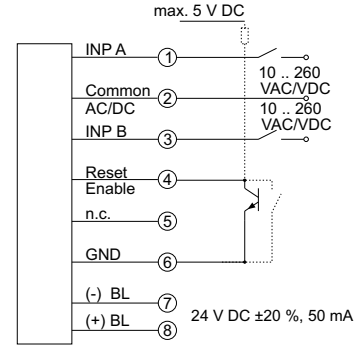 max. 5 V DC
INP A
1
10 .. 260
VAC/VDC
Common
AC/DC
2
10 .. 260
VAC/VDC
INP B
3
Reset
Enable
4
n.c.
5
GND
6
(-) BL
7
(+) BL
8
24 V DC ±20 %, 50 mA